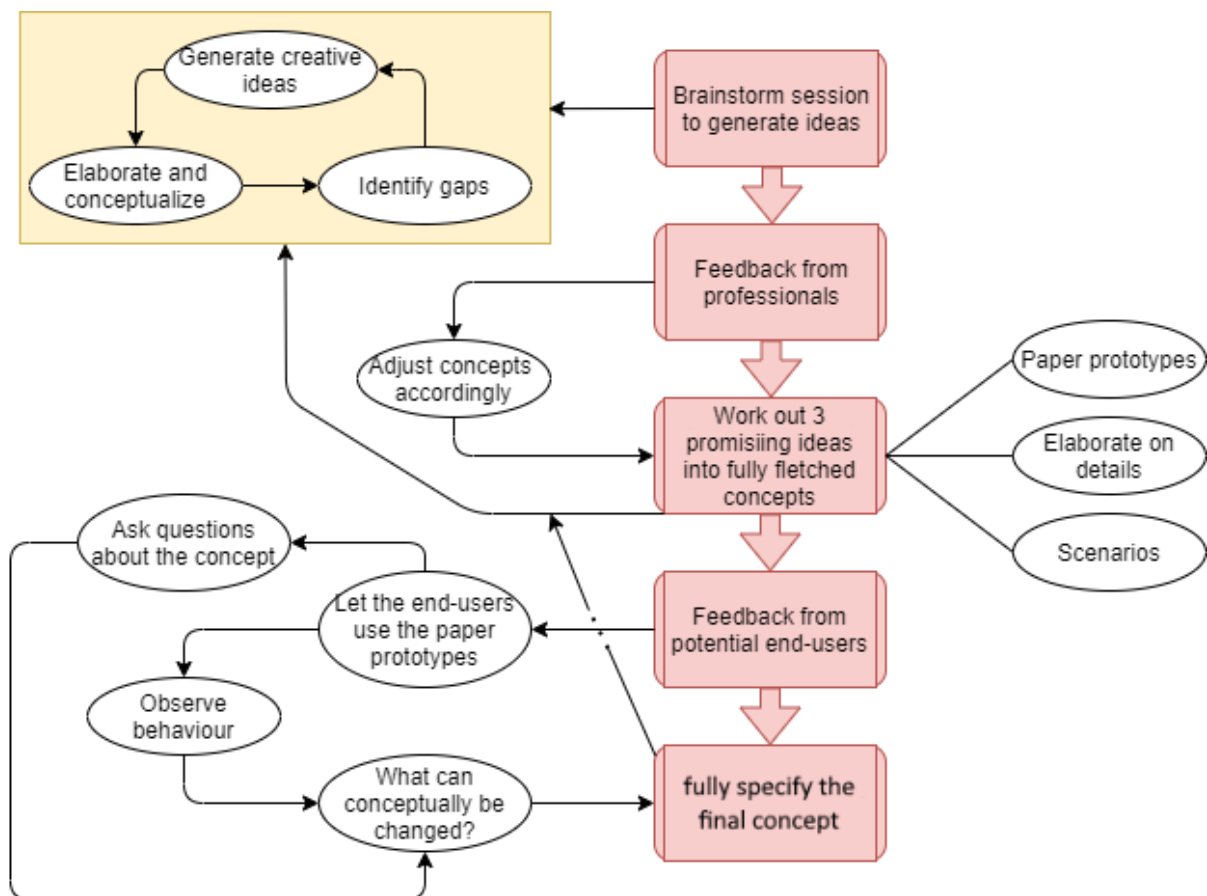 Generate creative
ideas
Elaborate and
conceptualize
Identify gaps
Brainstorm session
to generate ideas
Feedback from
professionals
Adjust concepts
accordingly
Work out 3
promisiing ideas
into fully fletched
concepts
Paper prototypes
Elaborate on
details
Scenarios
Ask questions
about the concept
Let the end-users
use the paper
prototypes
Feedback from
potential end-users
Observe
behaviour
What can
conceptually be
changed?
fully specify the
final concept